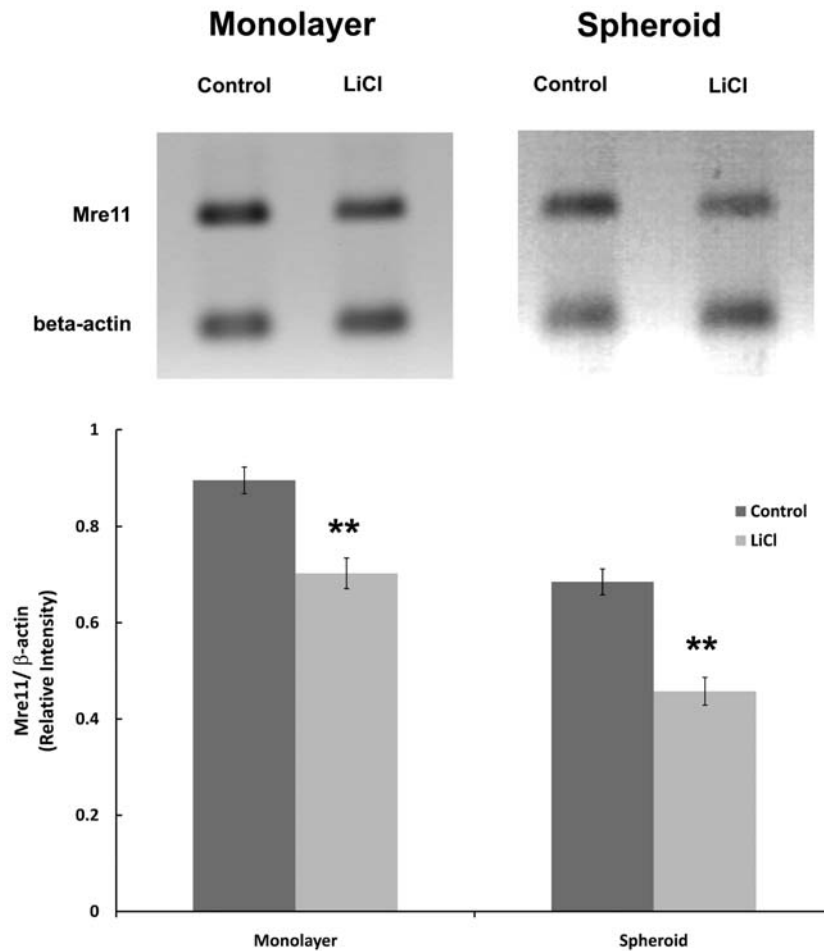 Monolayer Spheroid
Control LiCl Control LiCl
Mre11
beta-actin
1
0.8
0.6
0.4
0.2
0
Mre11/ β-actin
(Relative Intensity)
**
**
Control
LiCl
Monolayer Spheroid